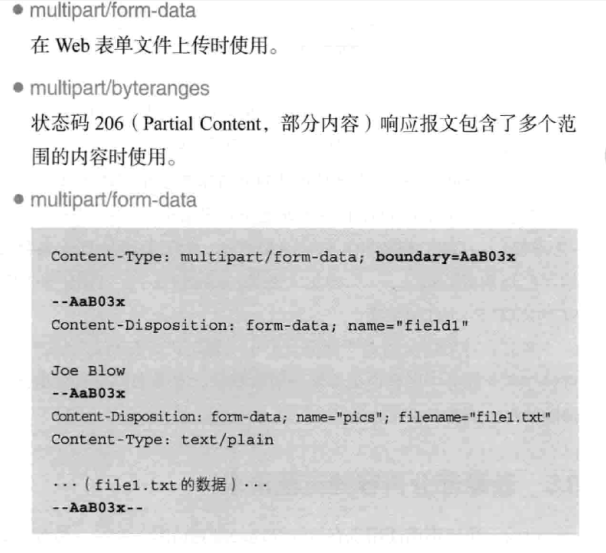 ● multipart/form-data
在 Web 表单文件上传时使用。
● multipart/byteranges
状态码 206（Partial Content，部分内容）响应报文包含了多个范
围的内容时使用。
● multipart/form-data
Content-Type: multipart/form-data; boundary=AaB03x
--AaB03x
Content-Disposition: form-data; name="field1"
Joe Blow
--AaB03x
Content-Disposition: form-data; name="pics"; filename="file1.txt"
Content-Type: text/plain
···（file1.txt的数据）···
--AaB03x--